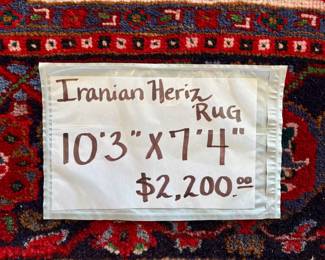 Iranian Heriz
RUG
10'3" X 7'4"
$2,200.00